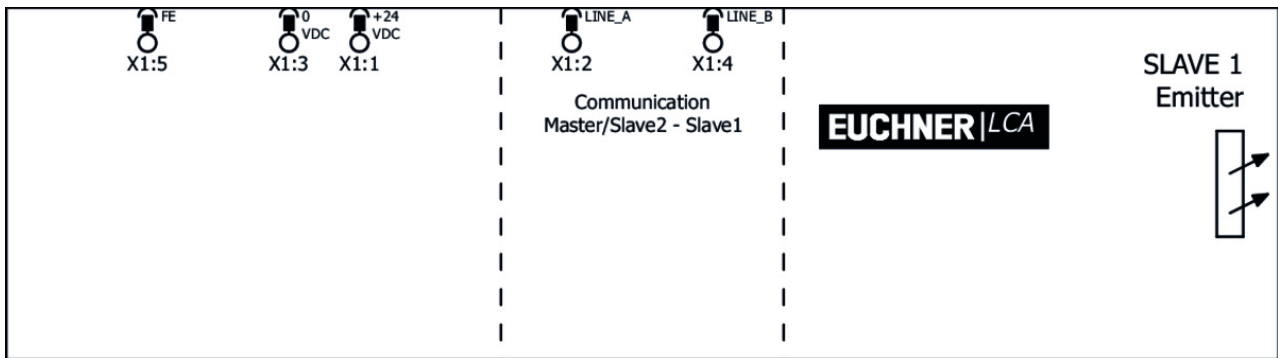 FE
0
VDC
+24
VDC
LINE_A
LINE_B
X1:5
X1:3
X1:1
X1:2
X1:4
Communication
Master/Slave2 - Slave1
EUCHNER|LCA
SLAVE 1
Emitter